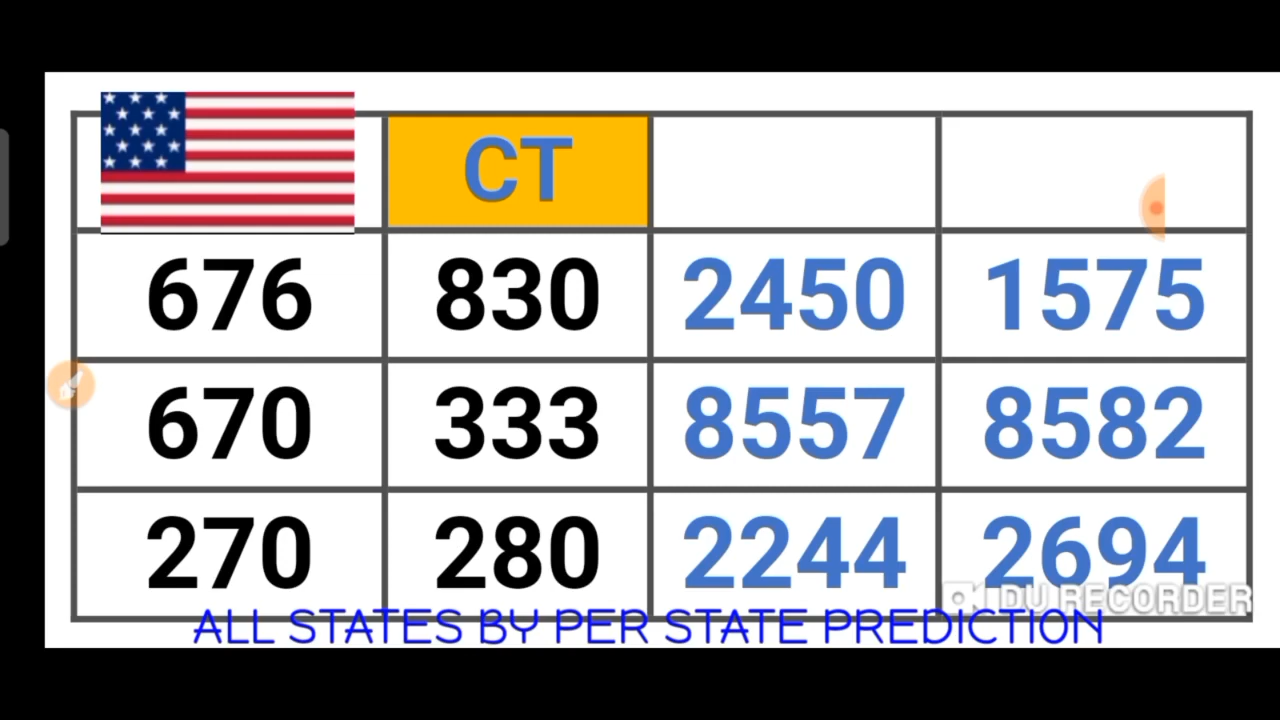 CT
676 830 2450 1575
670 333 8557 8582
270 280 2244 2694
DU RECORDER
ALL STATES BY PER STATE PREDICTION